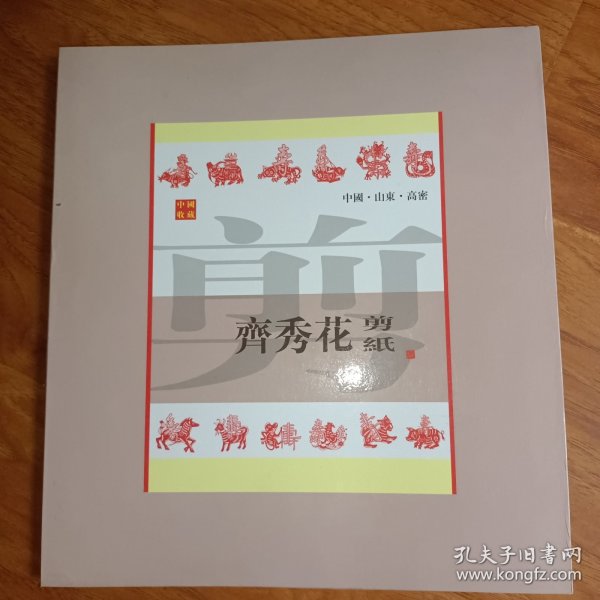 中國
收藏
中國·山東·高密
剪
齊秀花
剪紙
孔夫子旧书网
www.kongfz.com